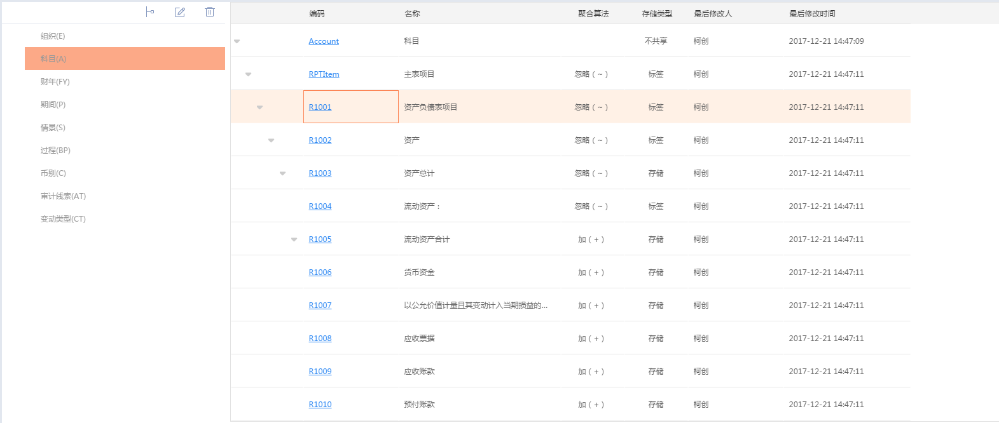 编码 名称 聚合算法 存储类型 最后修改人 最后修改时间
组织(E)
科目(A)
财年(FY)
期间(P)
情景(S)
过程(BP)
币别(C)
审计线索(AT)
变动类型(CT)
Account 科目 不共享 柯创 2017-12-21 14:47:09
RPTItem 主表项目 忽略（~） 标签 柯创 2017-12-21 14:47:11
R1001 资产负债表项目 忽略（~） 标签 柯创 2017-12-21 14:47:11
R1002 资产 忽略（~） 标签 柯创 2017-12-21 14:47:11
R1003 资产总计 忽略（~） 存储 柯创 2017-12-21 14:47:11
R1004 流动资产： 忽略（~） 标签 柯创 2017-12-21 14:47:11
R1005 流动资产合计 加（+） 存储 柯创 2017-12-21 14:47:11
R1006 货币资金 加（+） 存储 柯创 2017-12-21 14:47:11
R1007 以公允价值计量且其变动计入当期损益的... 加（+） 存储 柯创 2017-12-21 14:47:11
R1008 应收票据 加（+） 存储 柯创 2017-12-21 14:47:11
R1009 应收账款 加（+） 存储 柯创 2017-12-21 14:47:11
R1010 预付账款 加（+） 存储 柯创 2017-12-21 14:47:11